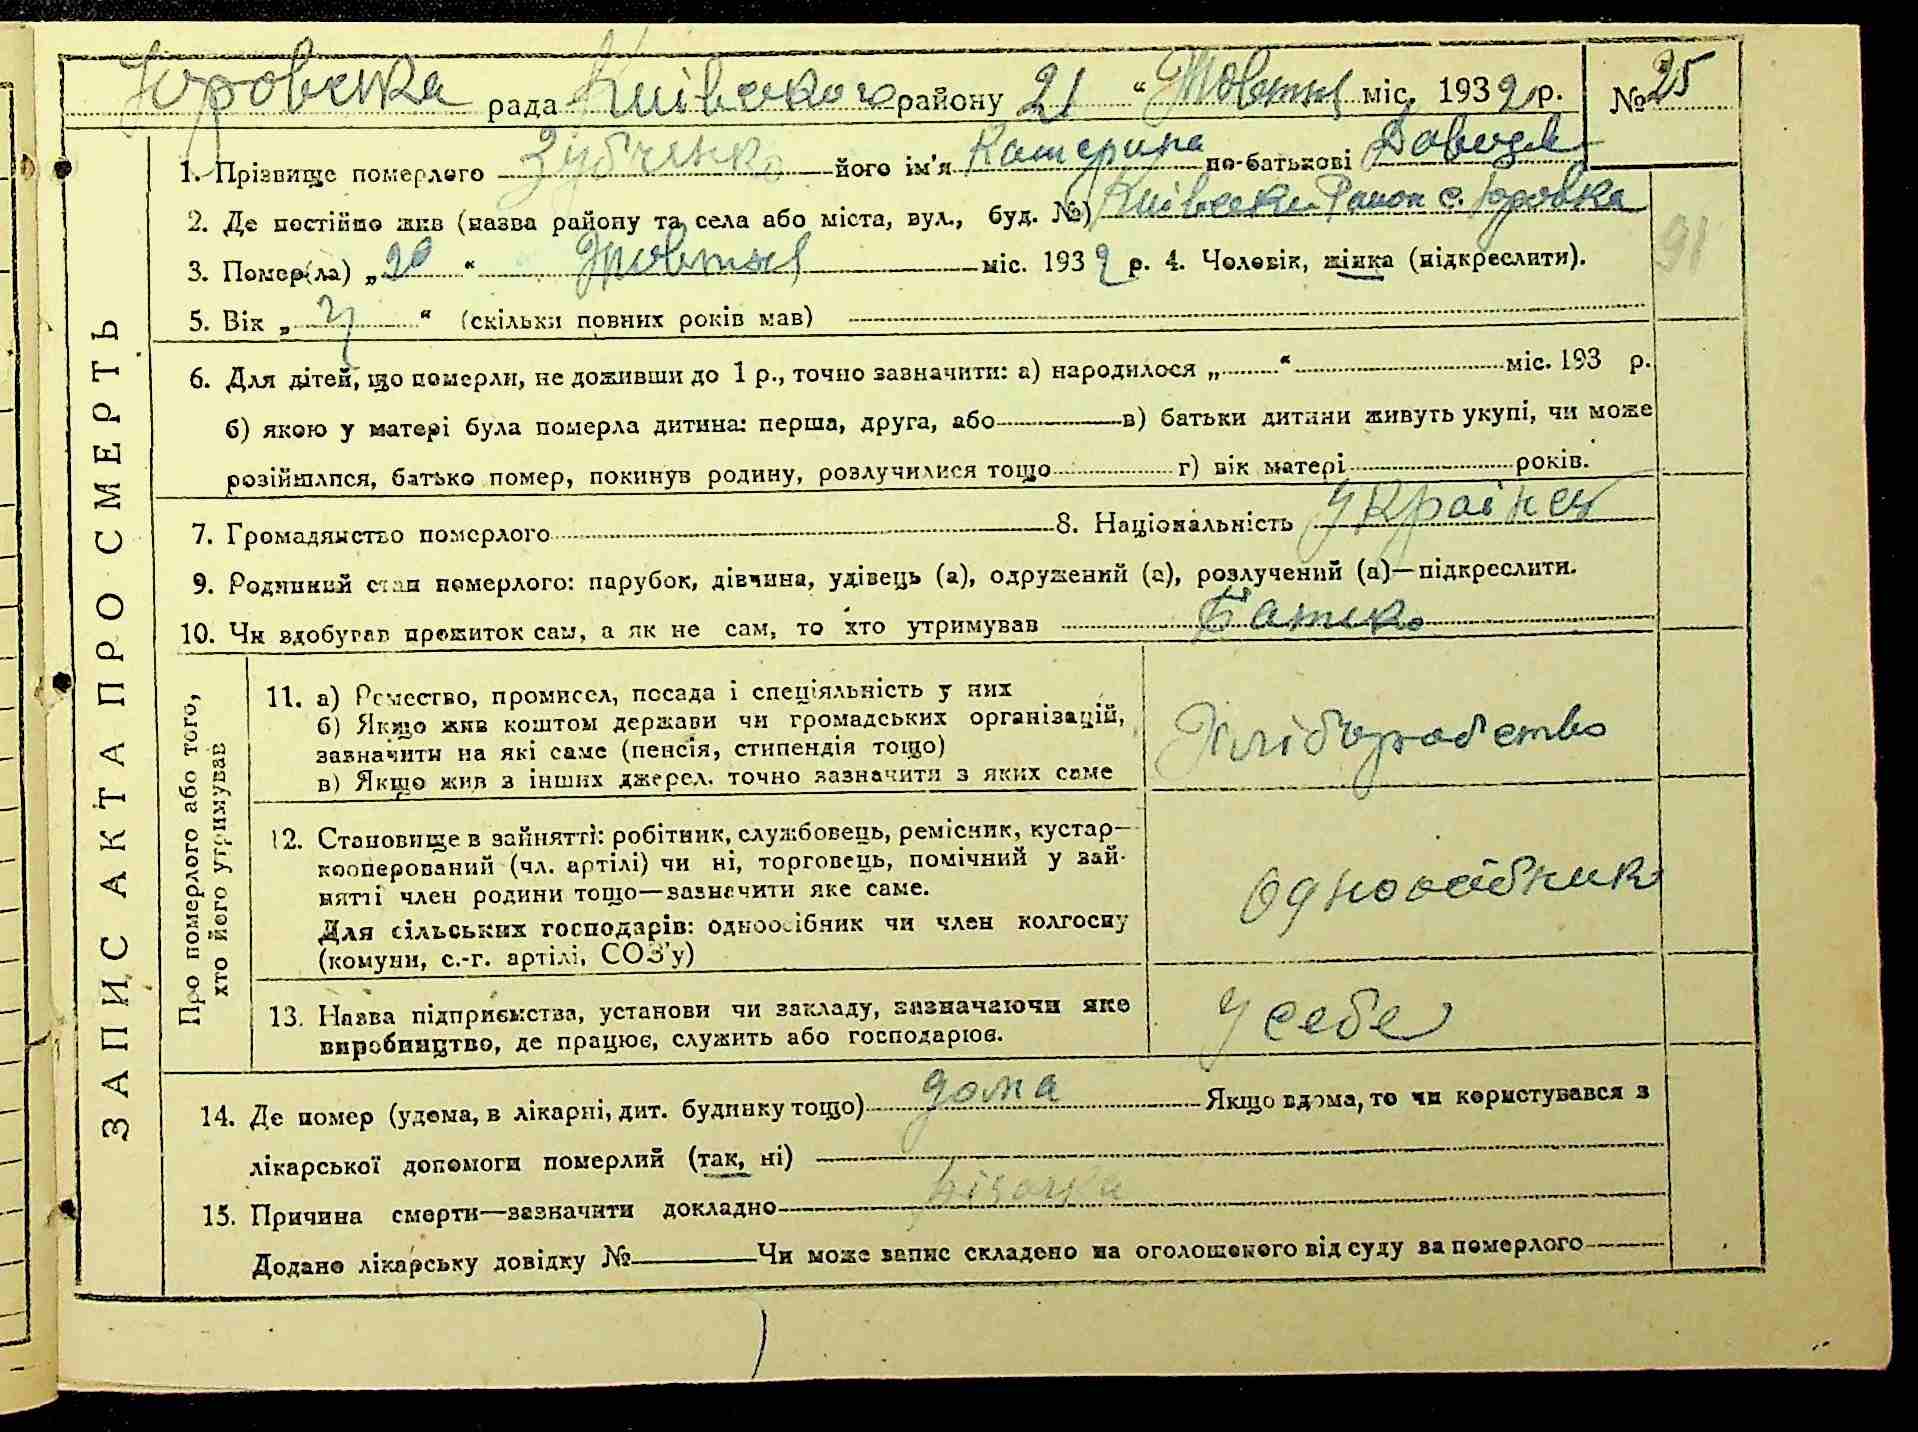 Юровська рада Київського району 21 " Жовтня міс. 1932 р. № 25
1. Прізвище померлого Зубченко його ім'я Катерина по-батькові Давидів
2. Де постійно жив (назва району та села або міста, вул., буд. №) Київськи Район с. Юровка
3. Помер(ла) „20 " Жовтня міс. 1932 р. 4. Чоловік, жінка (підкреслити).
91
5. Вік „ " (скільки повних років мав)
6. Для дітей, що померли, не доживши до 1 р., точно зазначити: а) народилося „ " міс. 193 р.
б) якою у матері була померла дитина: перша, друга, або в) батьки дитини живуть укупі, чи може
розійшлися, батько помер, покинув родину, розлучилися тощо г) вік матері років.
7. Громадянство померлого 8. Національність Україн
9. Родинний стан померлого: парубок, дівчина, удівець (а), одружений (а), розлучений (а)—підкреслити.
10. Чи здобував прожиток сам, а як не сам, то хто утримував Батько
ЗАПИС АКТА ПРО СМЕРТЬ
Про померлого або того,
хто його утримував
11. а) Ремество, промисел, посада і спеціяльність у них
б) Якщо жив коштом держави чи громадських організацій,
зазначити на які саме (пенсія, стипендія тощо)
в) Якщо жив з інших джерел, точно зазначити з яких саме
Хліборобство
12. Становище в зайнятті: робітник, службовець, ремісник, кустар—
кооперований (чл. артілі) чи ні, торговець, помічний у зай-
нятті член родини тощо—зазначити яке саме.
Для сільських господарів: одноосібник чи член колгоспу
(комуни, с.-г. артілі, СОЗ'у)
Одноосібник
13. Назва підприємства, установи чи закладу, зазначаючи яке
виробництво, де працює, служить або господарює.
У себе
14. Де помер (удома, в лікарні, дит. будинку тощо) дома Якщо вдома, то чи користувався з
лікарської допомоги померлий (так, ні)
15. Причина смерти—зазначити докладно
Додано лікарську довідку № Чи може запис складено на оголошеного від суду за померлого